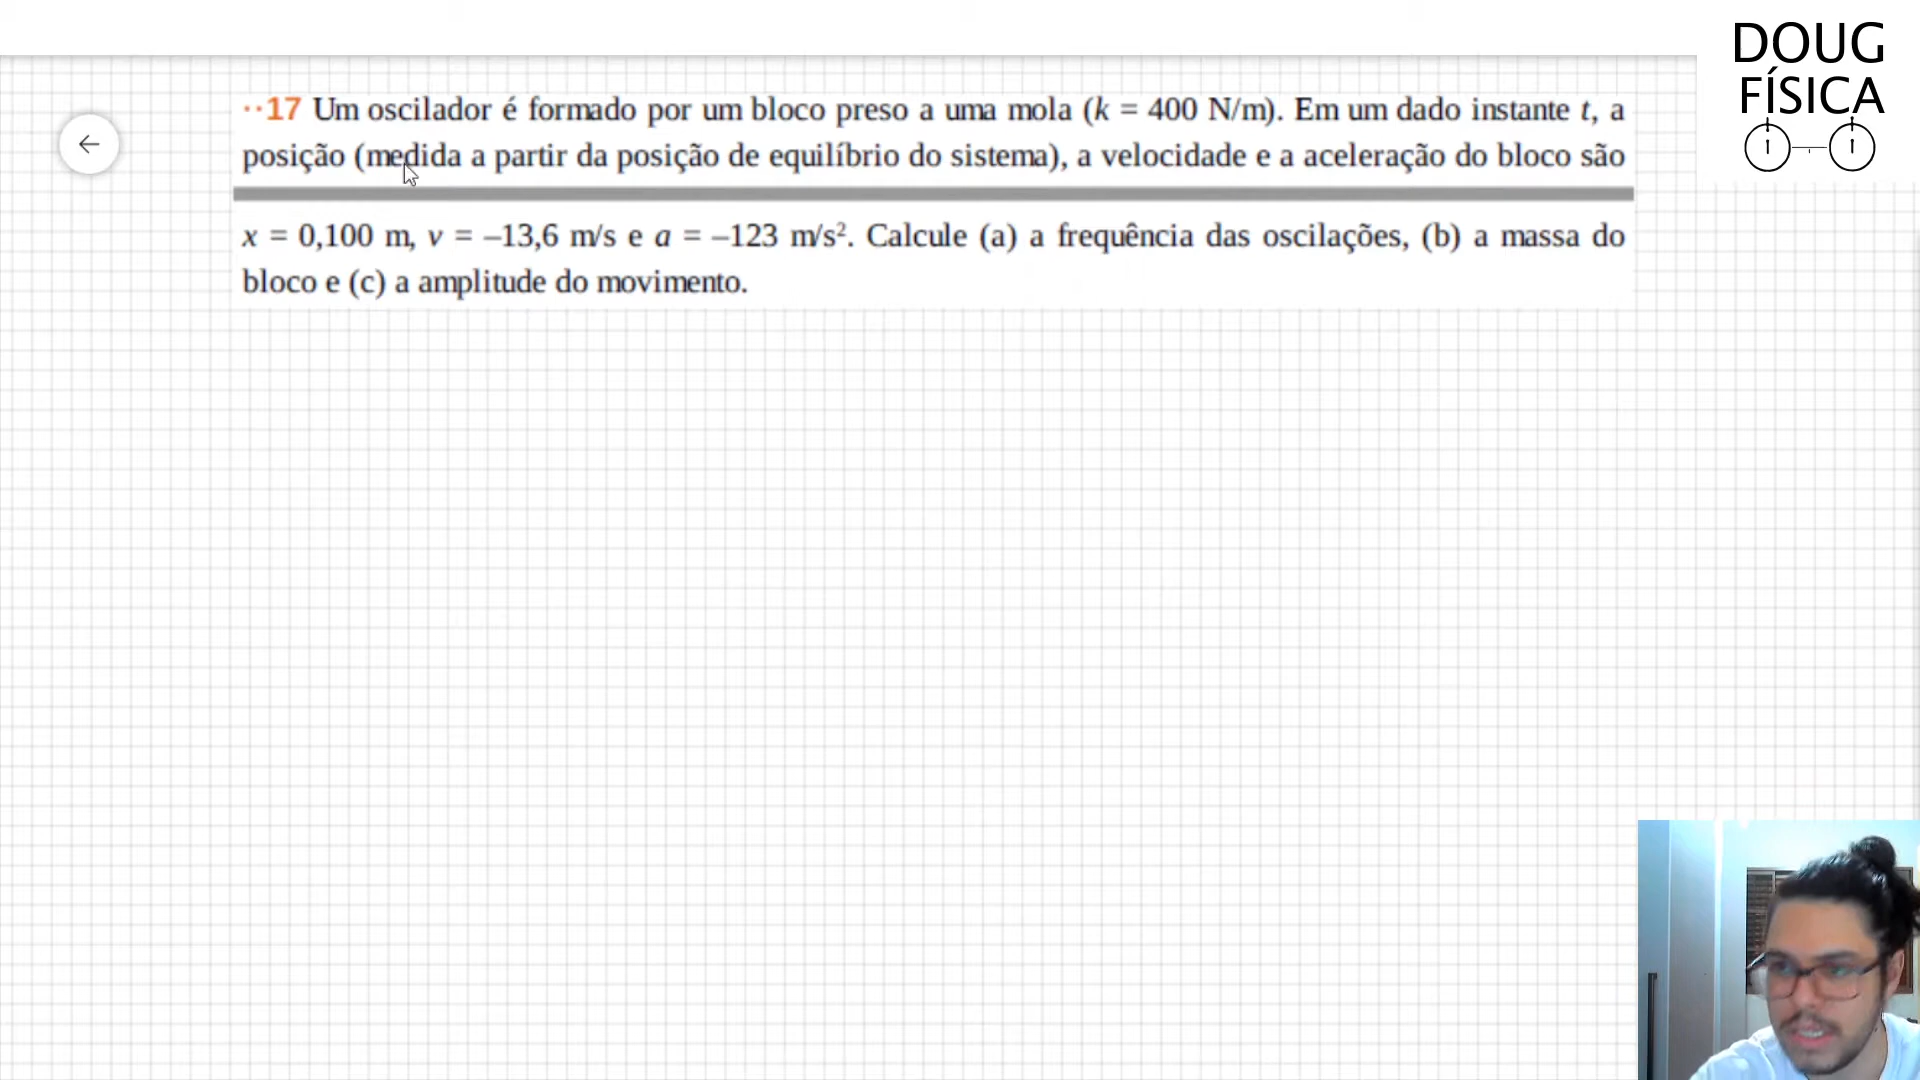 DOUG
FÍSICA
··17 Um oscilador é formado por um bloco preso a uma mola (k = 400 N/m). Em um dado instante t, a
posição (medida a partir da posição de equilíbrio do sistema), a velocidade e a aceleração do bloco são
x = 0,100 m, v = –13,6 m/s e a = –123 m/s². Calcule (a) a frequência das oscilações, (b) a massa do
bloco e (c) a amplitude do movimento.